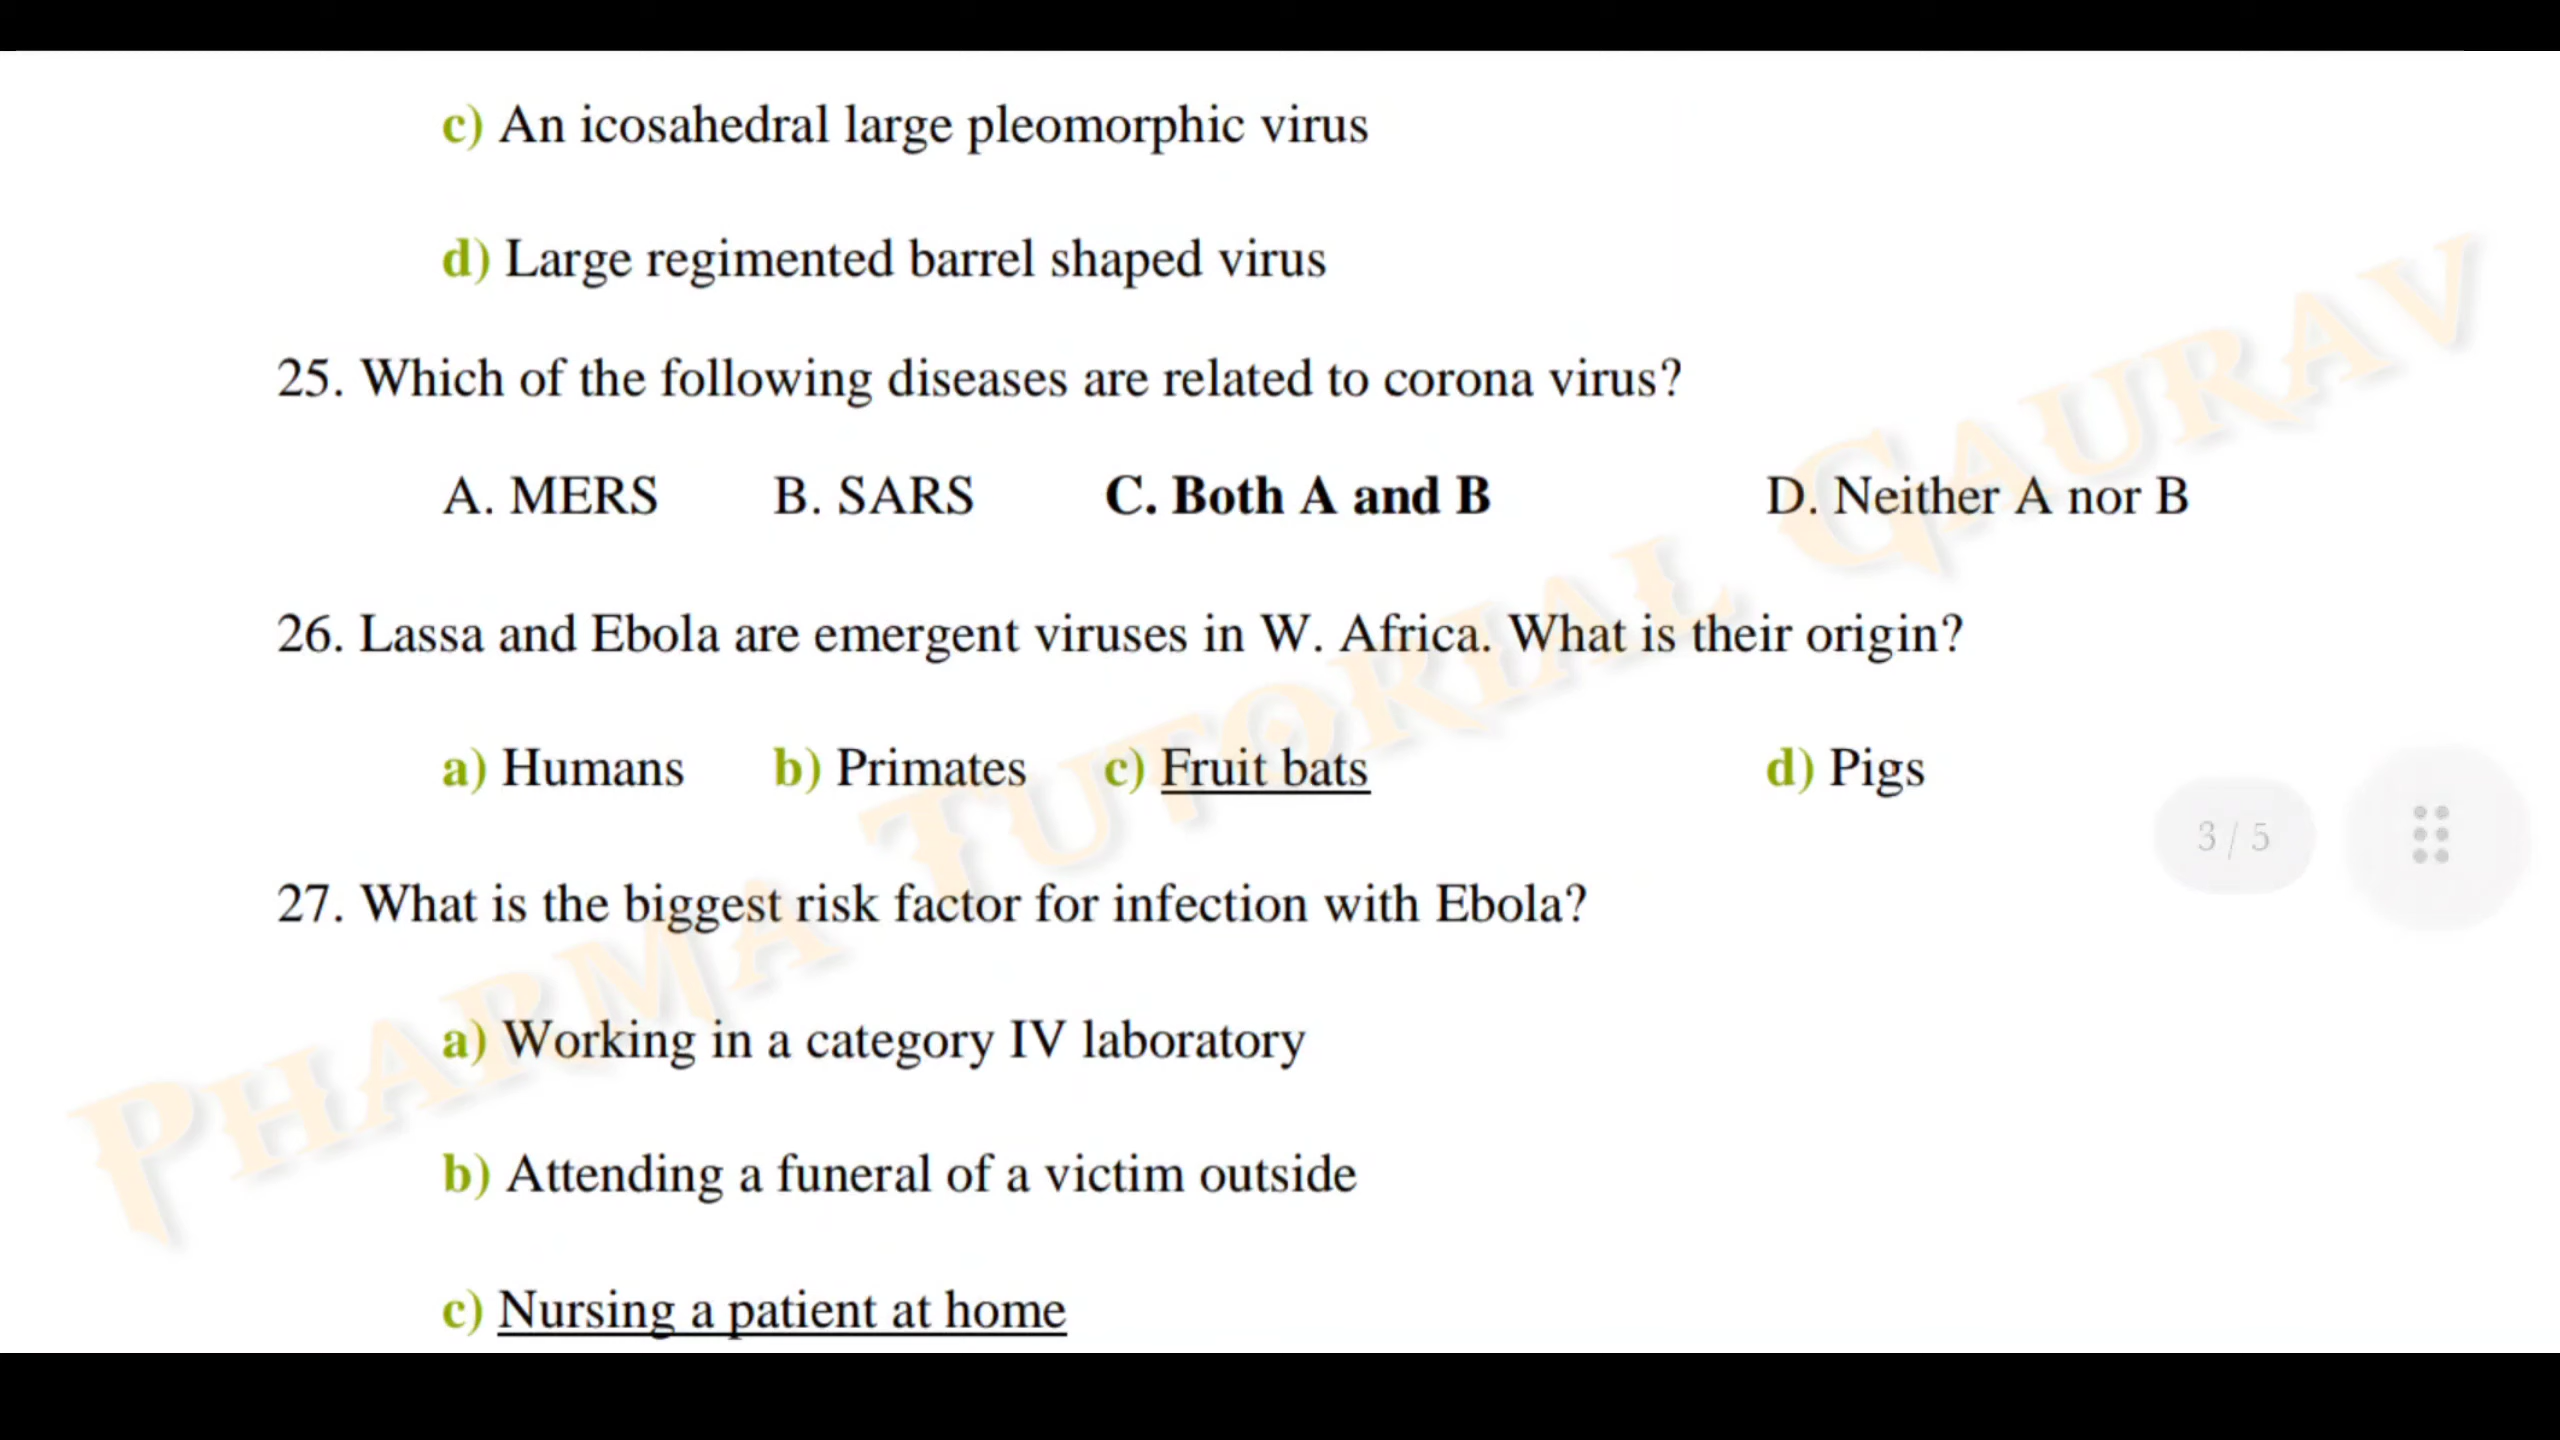 c) An icosahedral large pleomorphic virus
d) Large regimented barrel shaped virus
25. Which of the following diseases are related to corona virus?
A. MERS B. SARS C. Both A and B D. Neither A nor B
26. Lassa and Ebola are emergent viruses in W. Africa. What is their origin?
a) Humans b) Primates c) Fruit bats d) Pigs
3 / 5
27. What is the biggest risk factor for infection with Ebola?
a) Working in a category IV laboratory
b) Attending a funeral of a victim outside
c) Nursing a patient at home
PHARMA TUTORIAL GAURAV